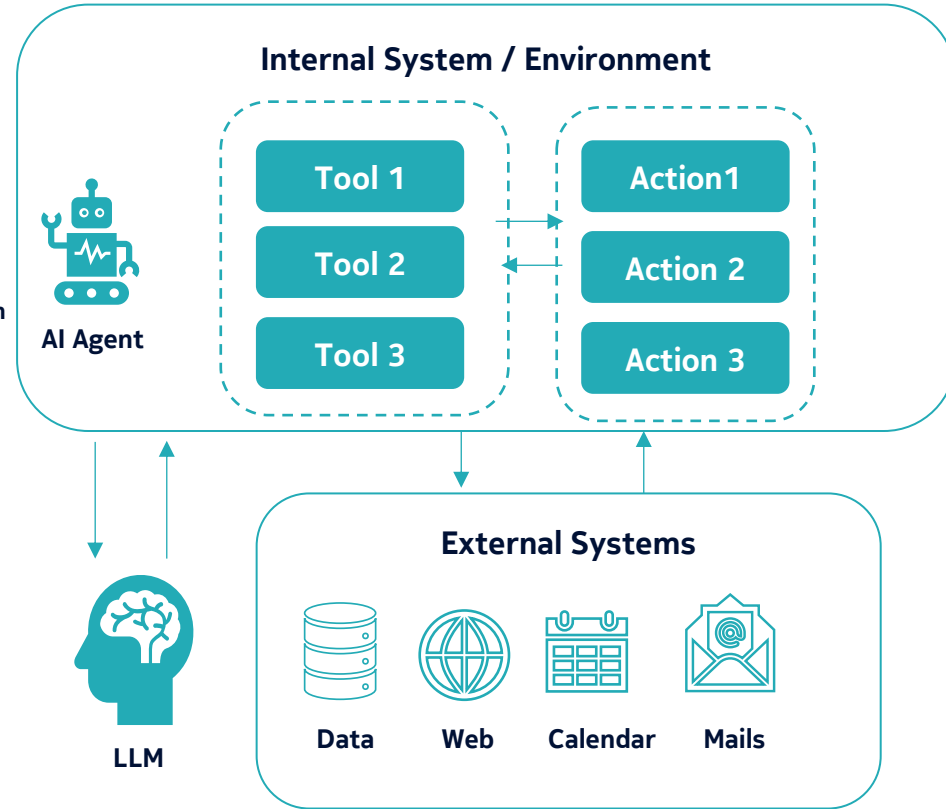 Internal System / Environment
Tool 1
Action1
Tool 2
Action 2
Tool 3
Action 3
AI Agent
External Systems
Data
Web
Calendar
Mails
LLM